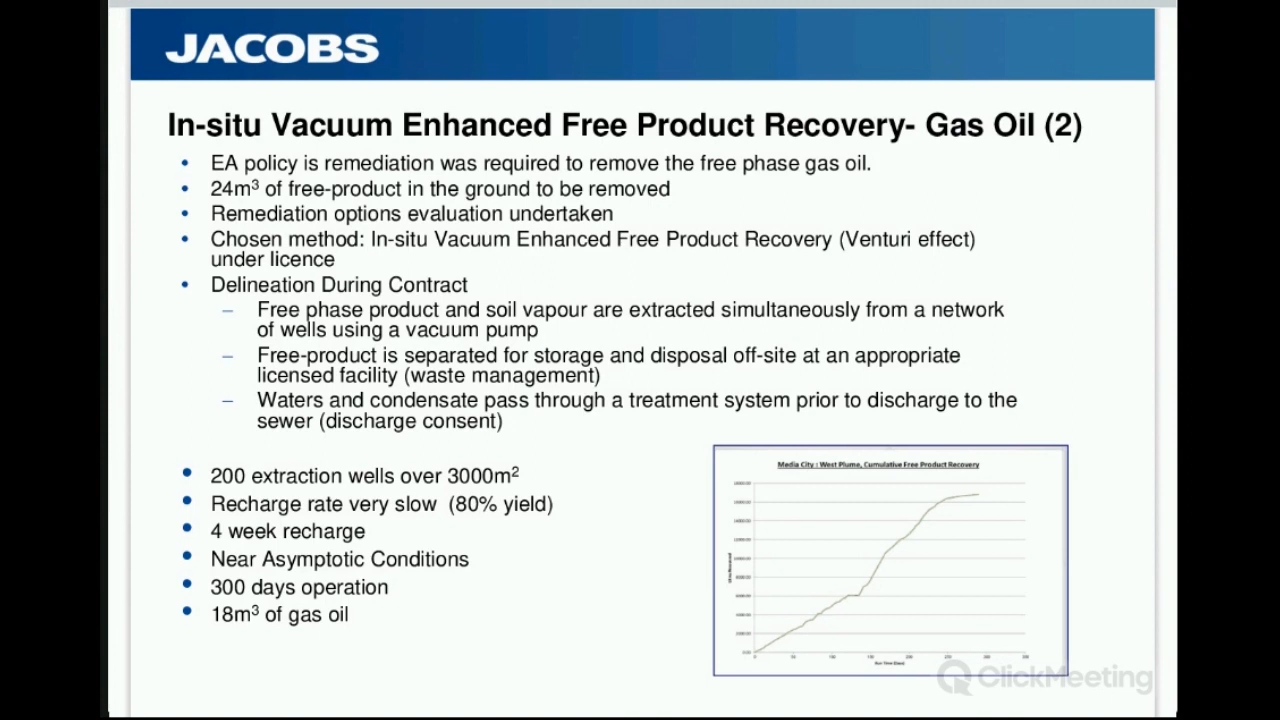 JACOBS
In-situ Vacuum Enhanced Free Product Recovery- Gas Oil (2)
• EA policy is remediation was required to remove the free phase gas oil.
• 24m³ of free-product in the ground to be removed
• Remediation options evaluation undertaken
• Chosen method: In-situ Vacuum Enhanced Free Product Recovery (Venturi effect)
under licence
• Delineation During Contract
– Free phase product and soil vapour are extracted simultaneously from a network
of wells using a vacuum pump
– Free-product is separated for storage and disposal off-site at an appropriate
licensed facility (waste management)
– Waters and condensate pass through a treatment system prior to discharge to the
sewer (discharge consent)
• 200 extraction wells over 3000m²
• Recharge rate very slow (80% yield)
• 4 week recharge
• Near Asymptotic Conditions
• 300 days operation
• 18m³ of gas oil
Media City : West Plume, Cumulative Free Product Recovery
Run Time (Days)
ClickMeeting